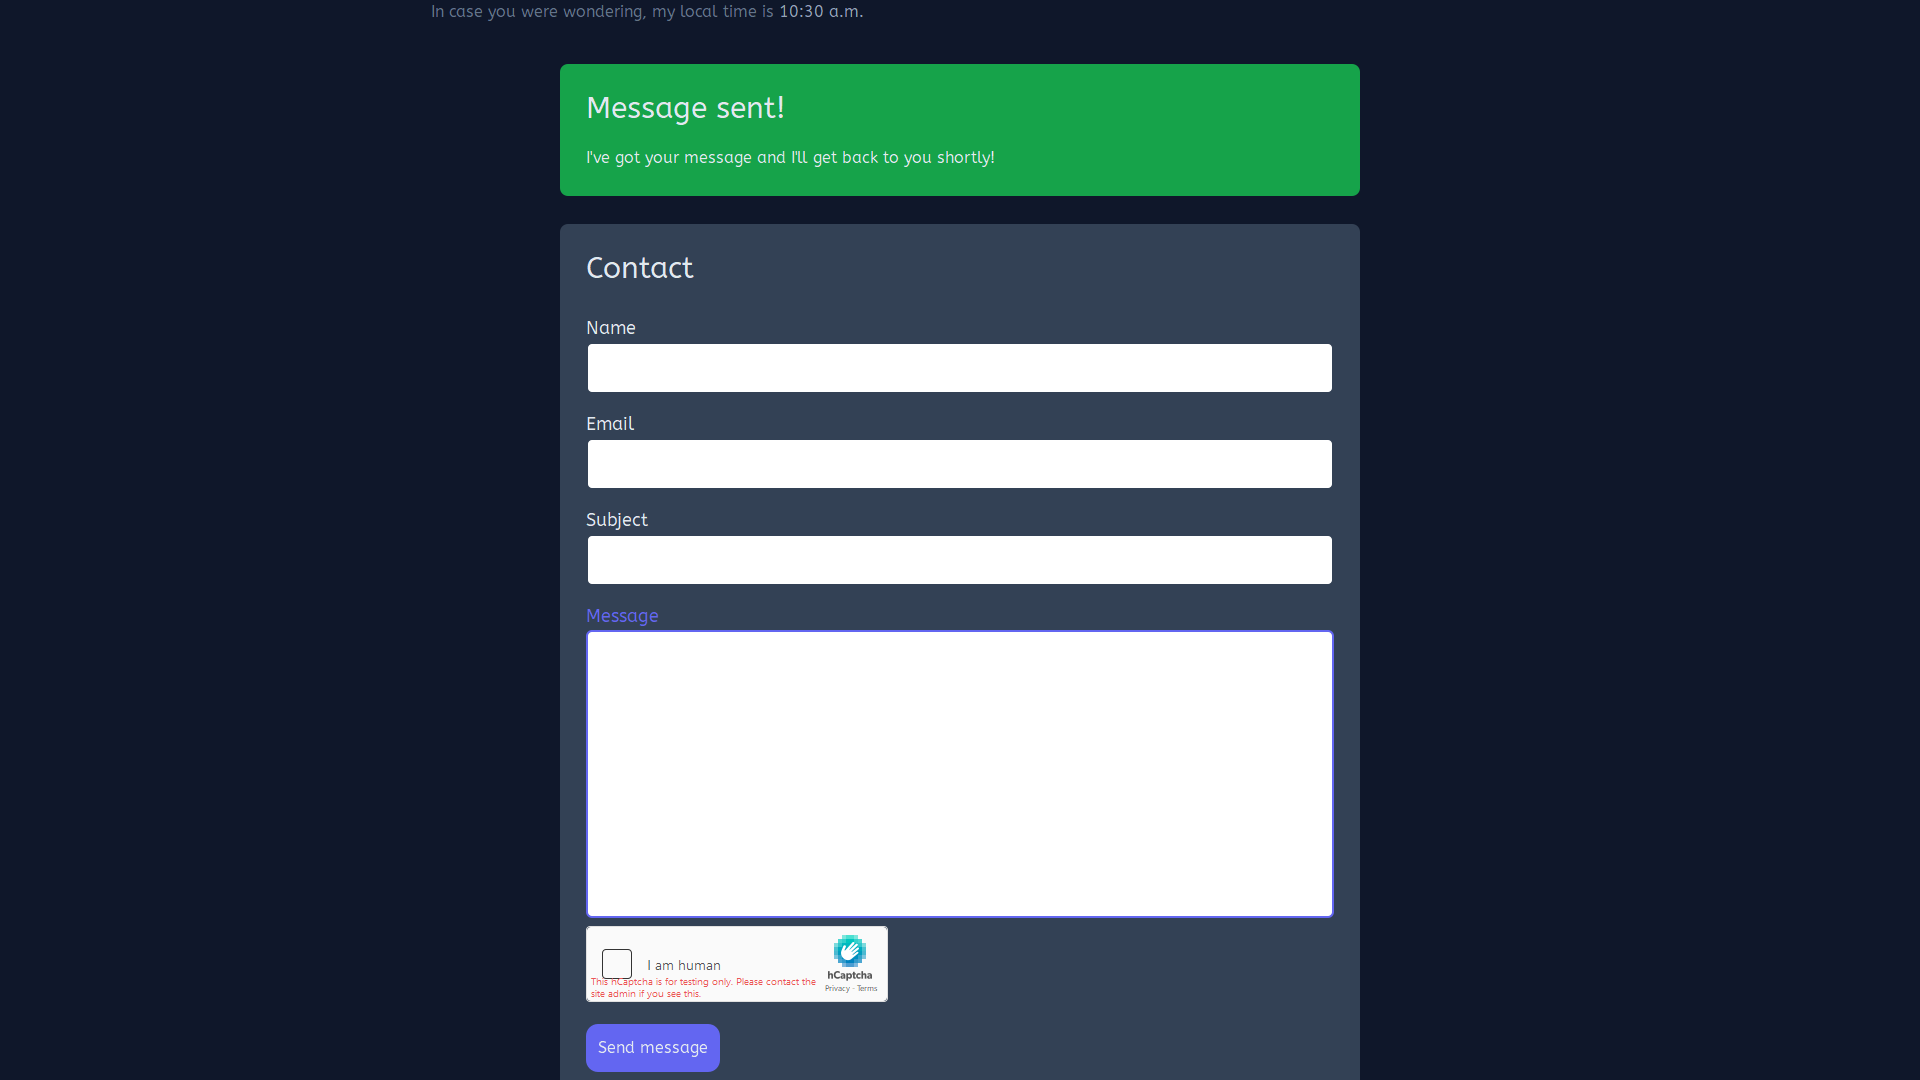 In case you were wondering, my local time is 10:30 a.m.
Message sent!
I've got your message and I'll get back to you shortly!
Contact
Name
Email
Subject
Message
I am human
This hCaptcha is for testing only. Please contact the
site admin if you see this.
hCaptcha
Privacy - Terms
Send message